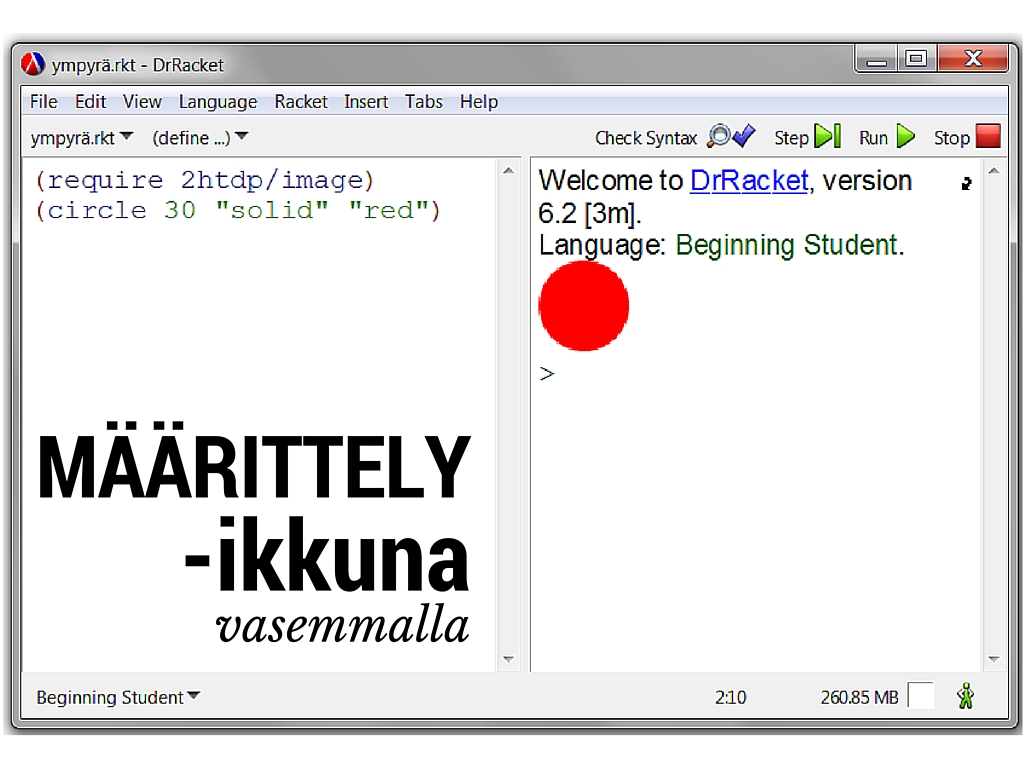 ympyrä.rkt - DrRacket
File Edit View Language Racket Insert Tabs Help
ympyrä.rkt (define ...) Check Syntax Step Run Stop
(require 2htdp/image)
(circle 30 "solid" "red")
MÄÄRITTELY
-ikkuna
vasemmalla
Welcome to DrRacket, version
6.2 [3m].
Language: Beginning Student.
>
Beginning Student 2:10 260.85 MB